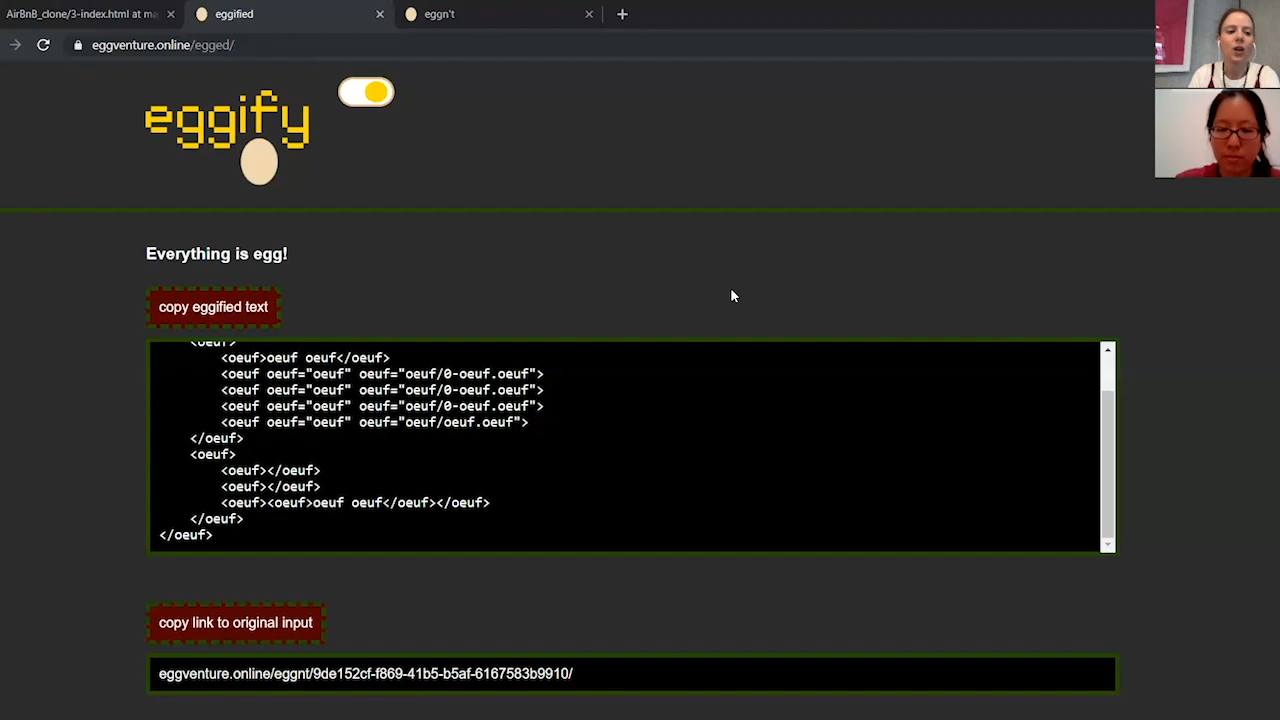 AirBnB_clone/3-index.html at ma
eggified
eggn't
eggventure.online/egged/
eggify
Everything is egg!
copy eggified text
<oeuf>
<oeuf>oeuf oeuf</oeuf>
<oeuf oeuf="oeuf" oeuf="oeuf/0-oeuf.oeuf">
<oeuf oeuf="oeuf" oeuf="oeuf/0-oeuf.oeuf">
<oeuf oeuf="oeuf" oeuf="oeuf/0-oeuf.oeuf">
<oeuf oeuf="oeuf" oeuf="oeuf/oeuf.oeuf">
</oeuf>
<oeuf>
<oeuf></oeuf>
<oeuf></oeuf>
<oeuf><oeuf>oeuf oeuf</oeuf></oeuf>
</oeuf>
</oeuf>
copy link to original input
eggventure.online/eggnt/9de152cf-f869-41b5-b5af-6167583b9910/